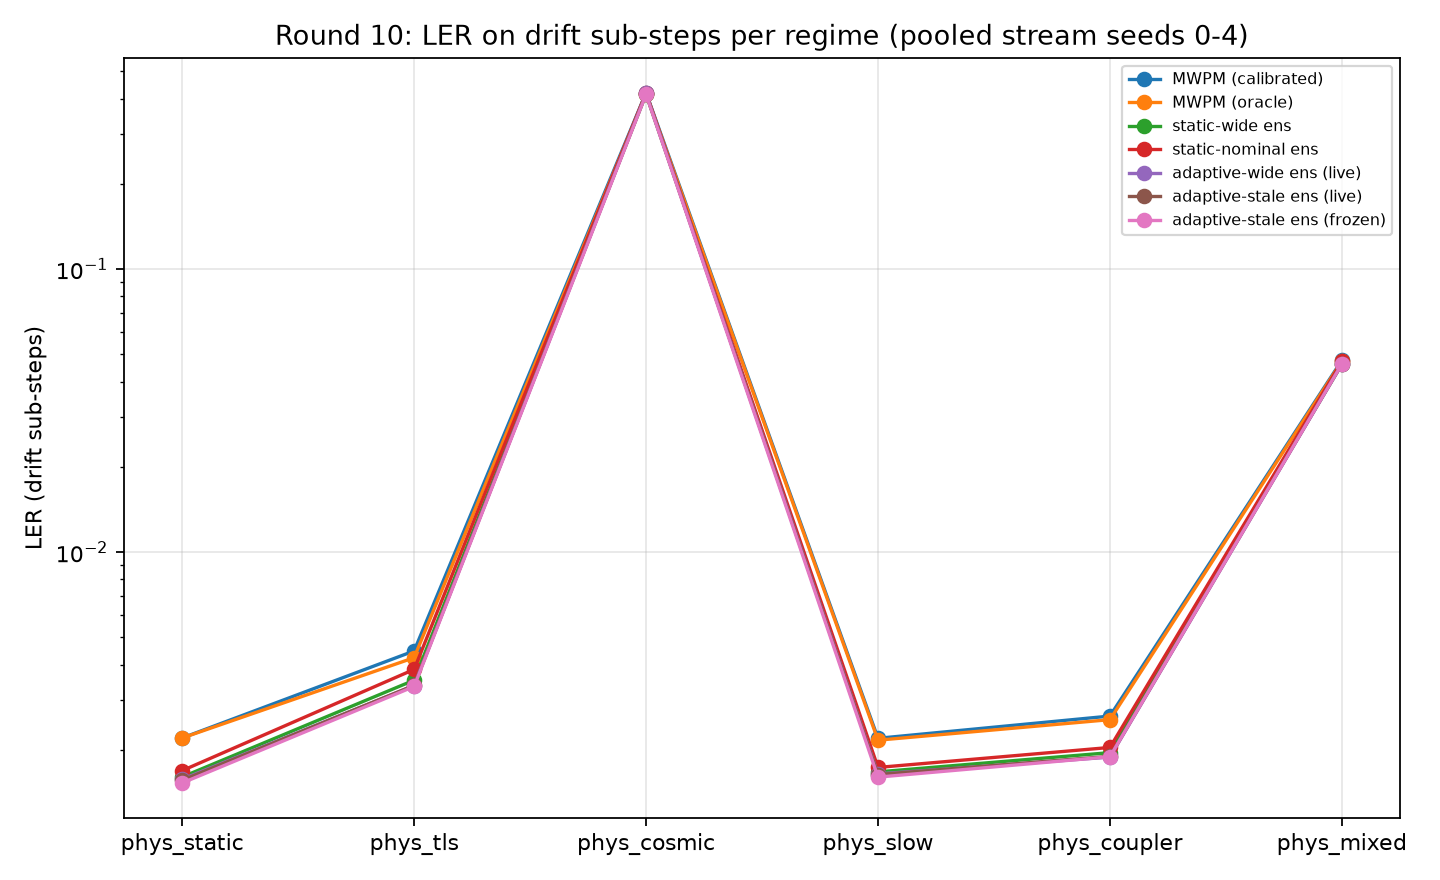 Round 10: LER on drift sub-steps per regime (pooled stream seeds 0-4)
MWPM (calibrated)
MWPM (oracle)
static-wide ens
static-nominal ens
adaptive-wide ens (live)
adaptive-stale ens (live)
adaptive-stale ens (frozen)
LER (drift sub-steps)
10⁻¹
10⁻²
phys_static phys_tls phys_cosmic phys_slow phys_coupler phys_mixed